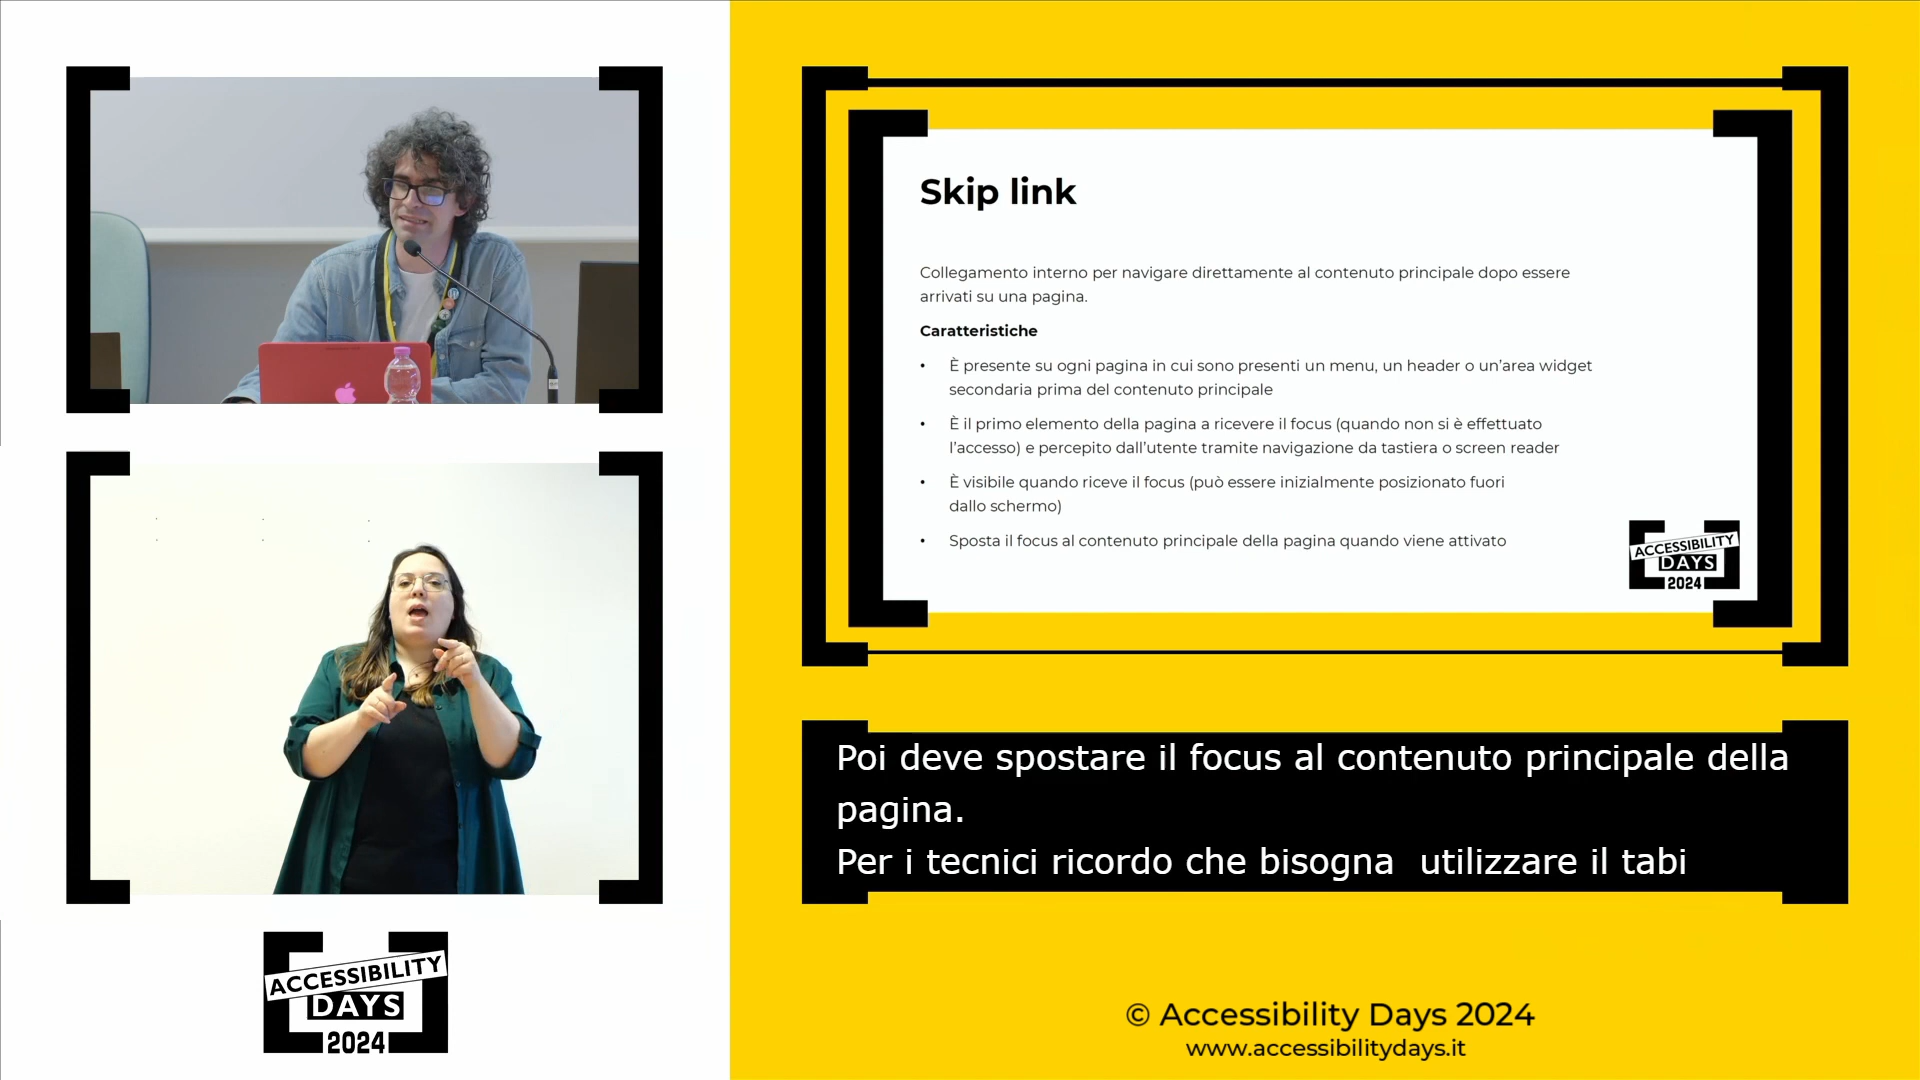 Skip link
Collegamento interno per navigare direttamente al contenuto principale dopo essere
arrivati su una pagina.
Caratteristiche
• È presente su ogni pagina in cui sono presenti un menu, un header o un’area widget
secondaria prima del contenuto principale
• È il primo elemento della pagina a ricevere il focus (quando non si è effettuato
l’accesso) e percepito dall’utente tramite navigazione da tastiera o screen reader
• È visibile quando riceve il focus (può essere inizialmente posizionato fuori
dallo schermo)
• Sposta il focus al contenuto principale della pagina quando viene attivato
ACCESSIBILITY
DAYS
2024
Poi deve spostare il focus al contenuto principale della
pagina.
Per i tecnici ricordo che bisogna  utilizzare il tabi
ACCESSIBILITY
DAYS
2024
© Accessibility Days 2024
www.accessibilitydays.it